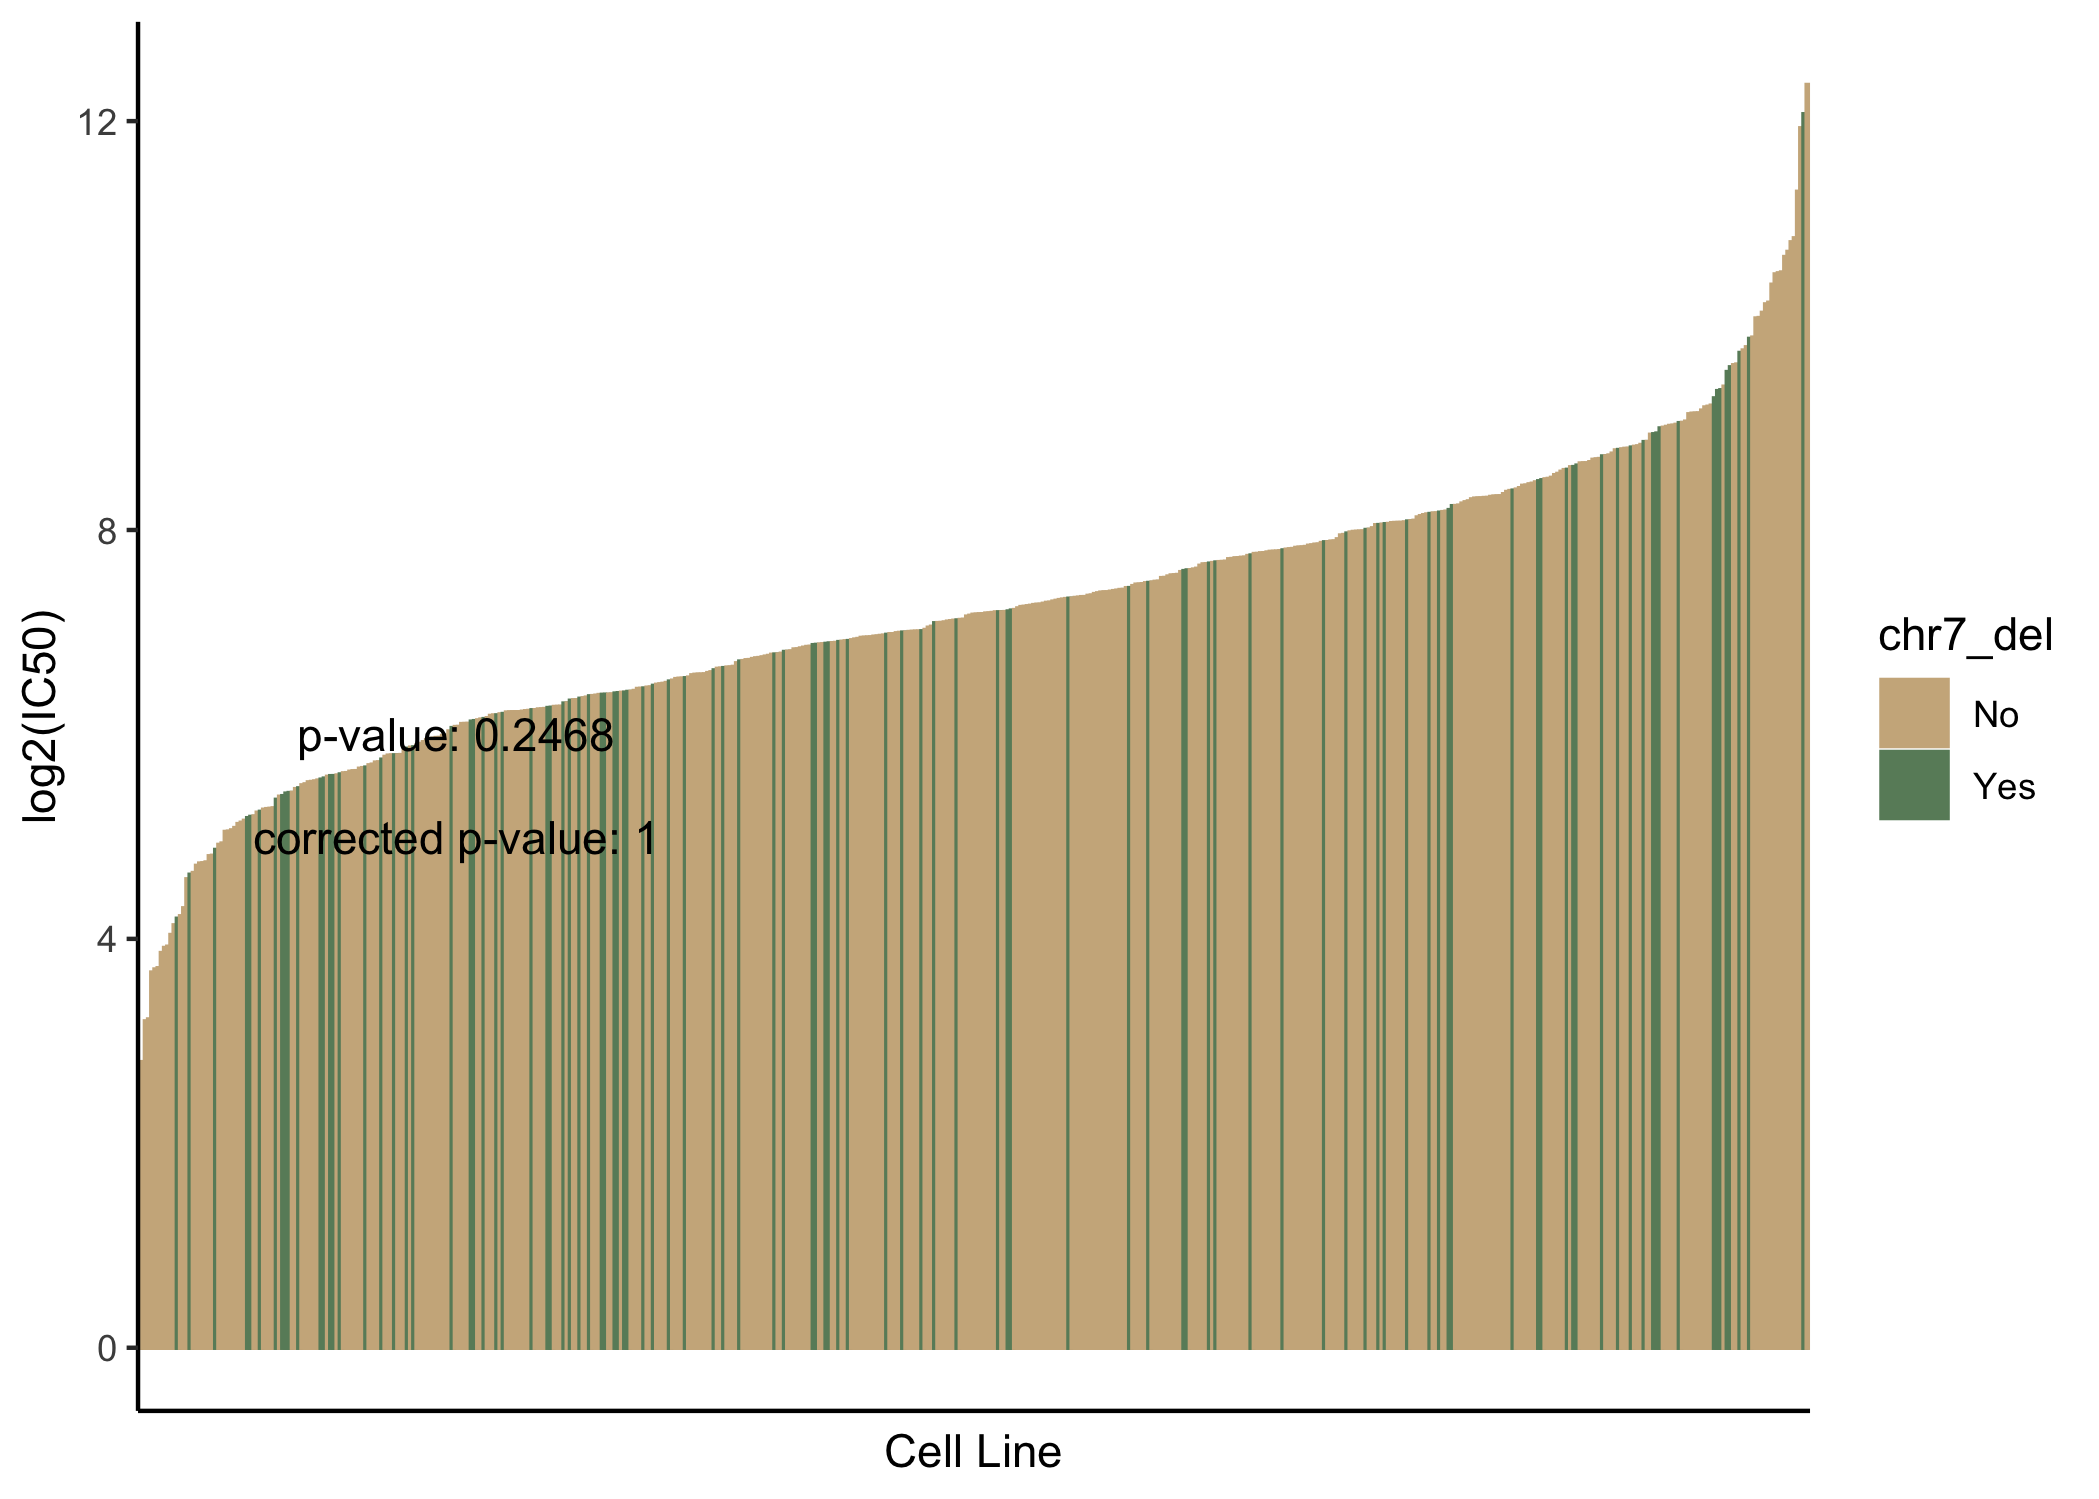 12
8
4
0
log2(IC50)
p-value: 0.2468
corrected p-value: 1
Cell Line
chr7_del
No
Yes